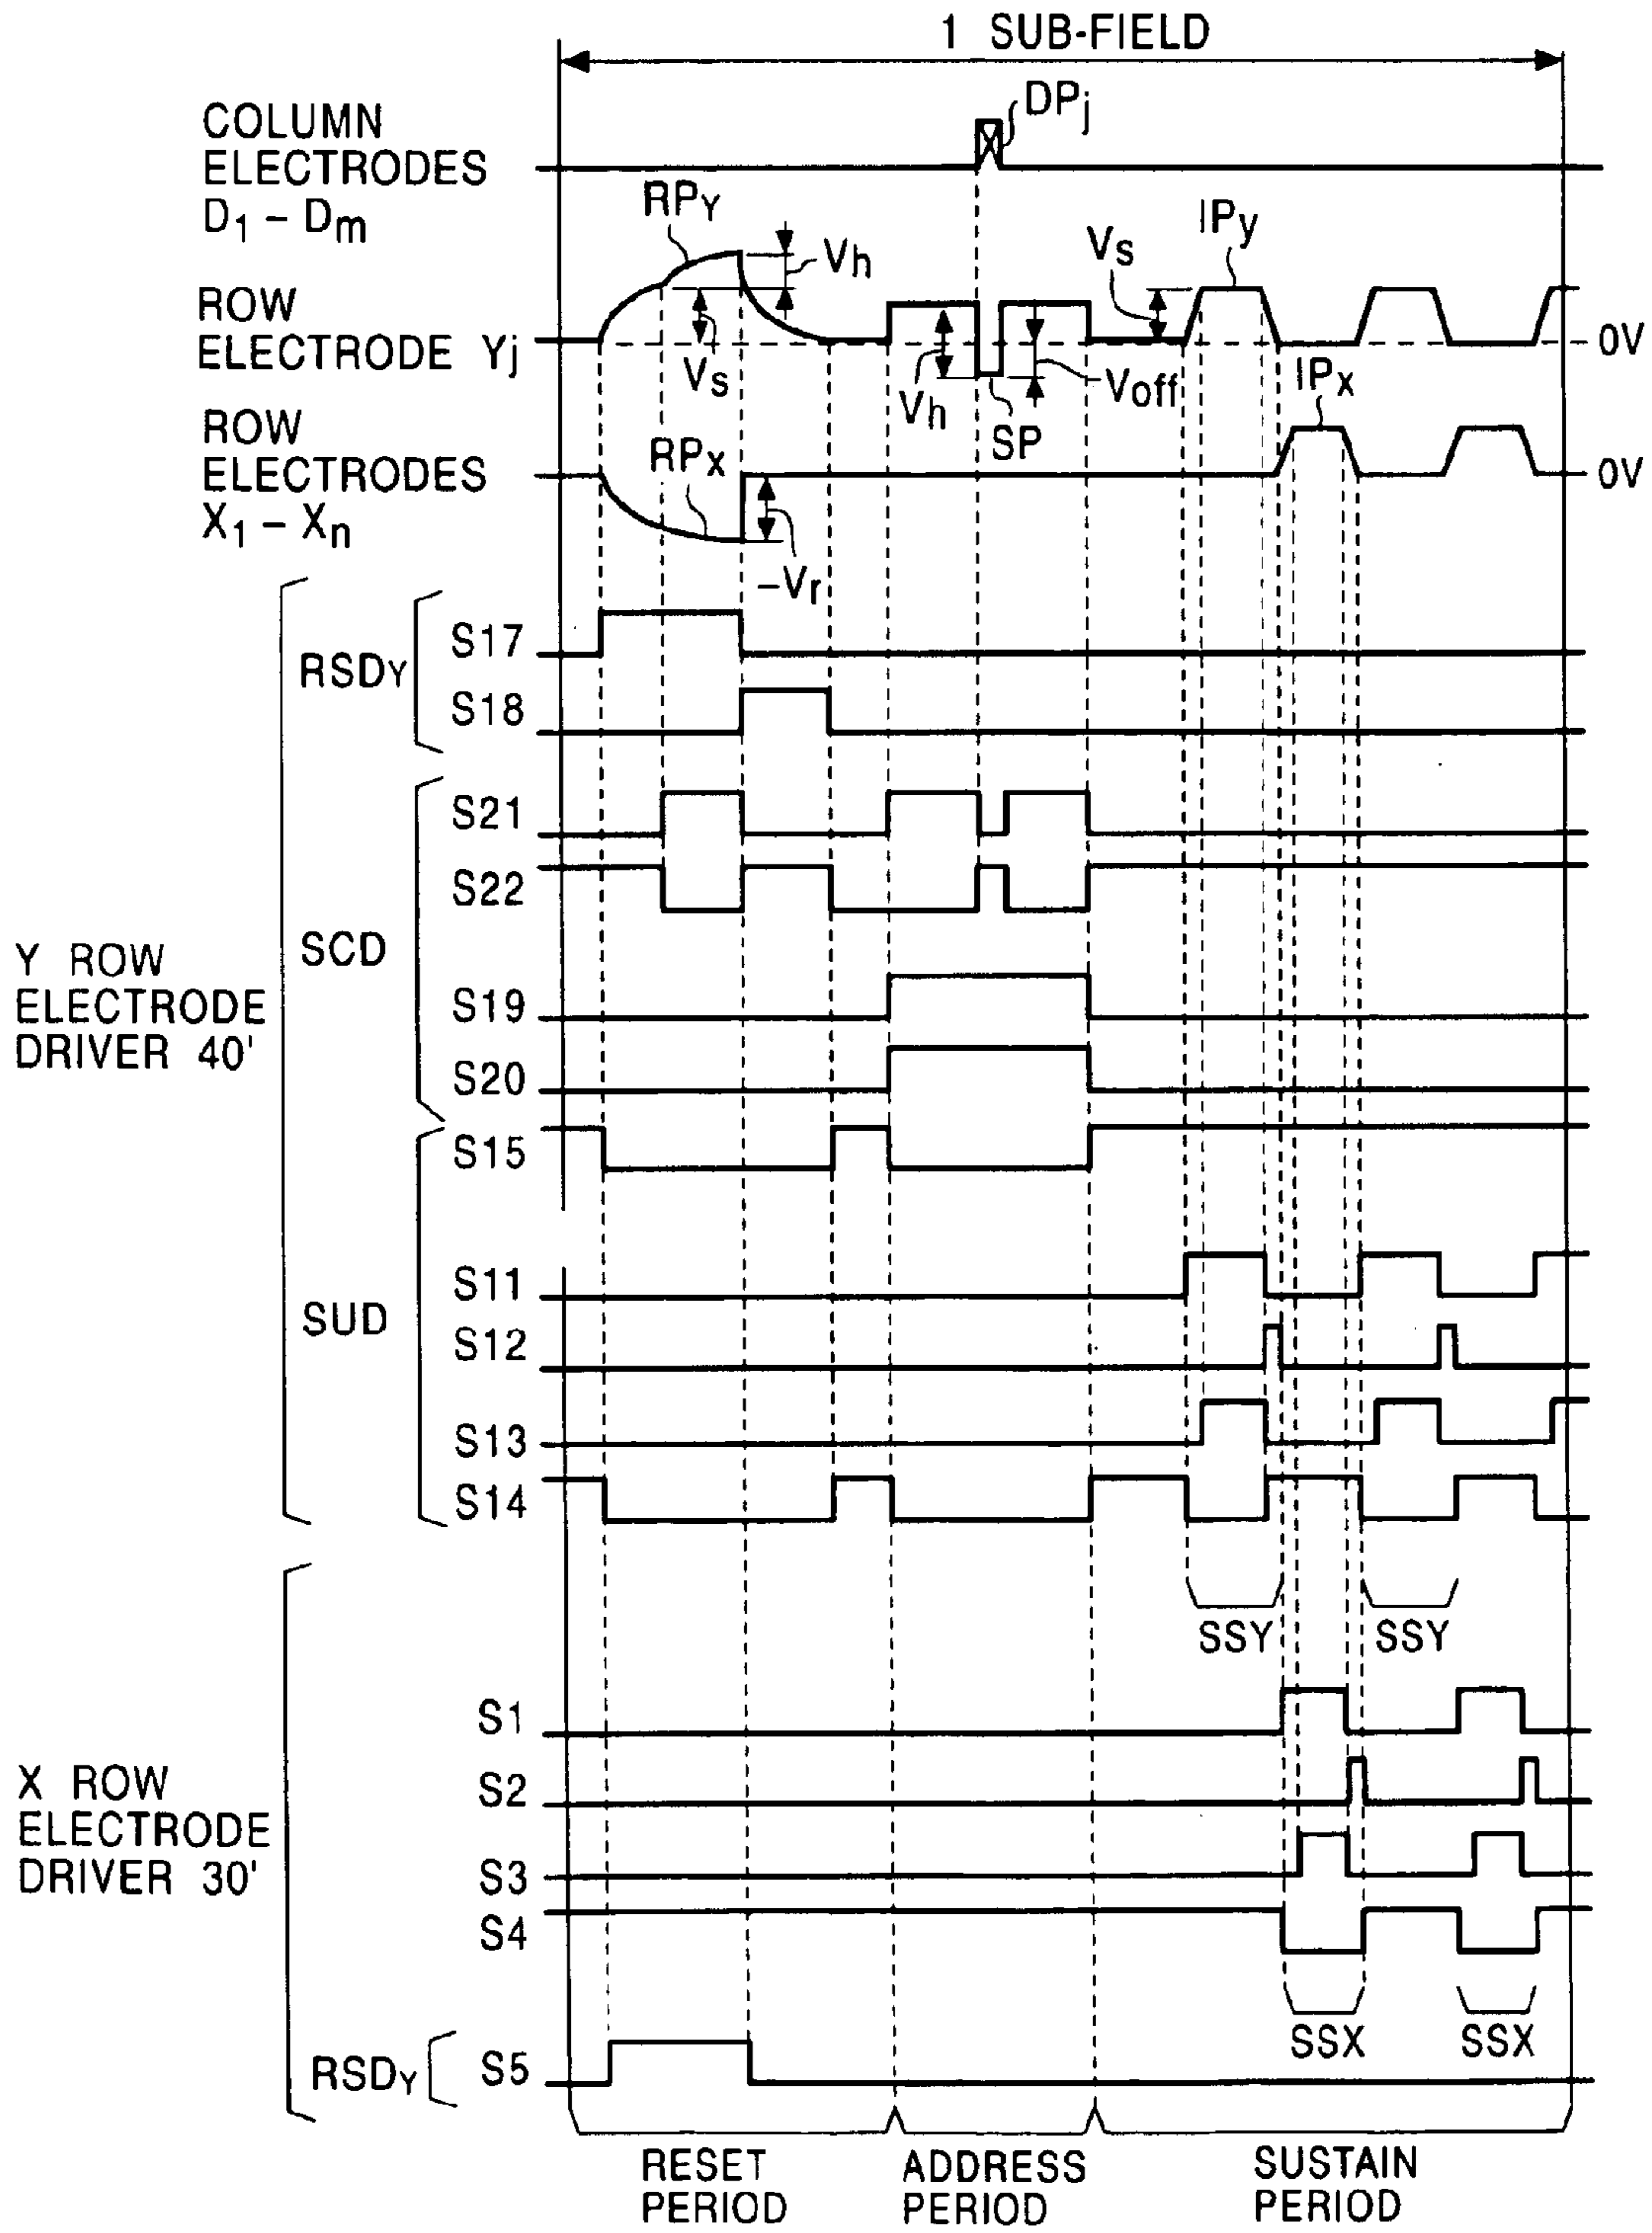 1 SUB-FIELD
COLUMN
ELECTRODES
D1 – Dm
DPj
RPY
Vh
Vs
IPy
ROW
ELECTRODE Yj
Vs
Vh
SP
-Voff
0V
IPx
ROW
ELECTRODES
X1 – Xn
RPX
-Vr
0V
Y ROW
ELECTRODE
DRIVER 40'
RSDY
S17
S18
SCD
S21
S22
S19
S20
SUD
S15
S11
S12
S13
S14
SSY
SSY
X ROW
ELECTRODE
DRIVER 30'
S1
S2
S3
S4
SSX
SSX
RSDY
S5
RESET
PERIOD
ADDRESS
PERIOD
SUSTAIN
PERIOD